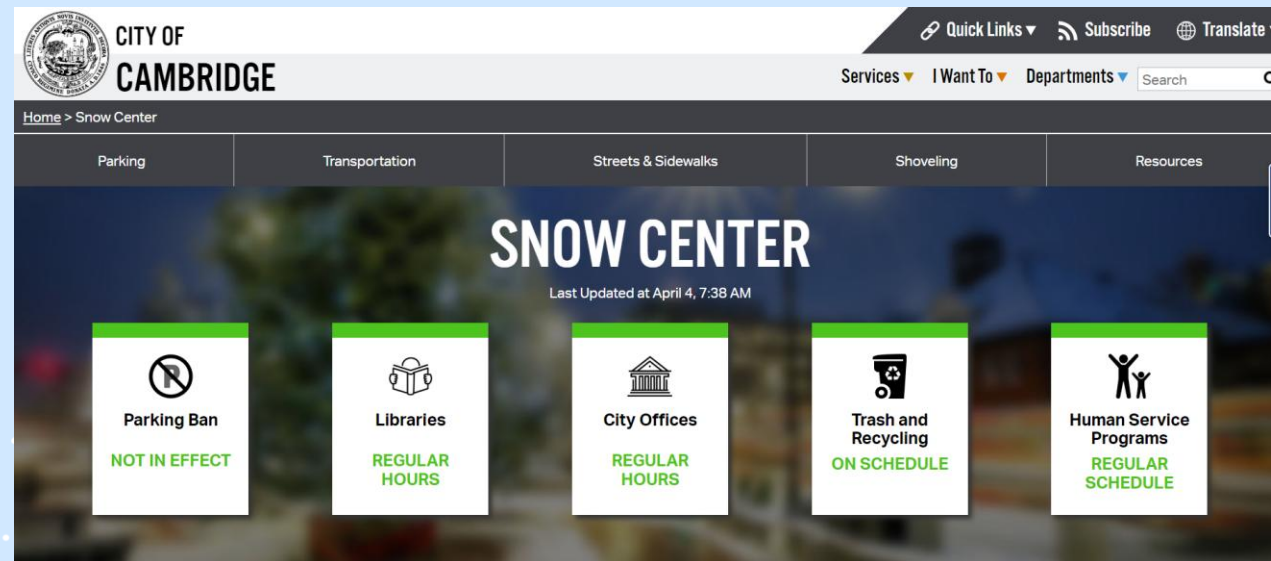 CITY OF
CAMBRIDGE
Quick Links
Subscribe
Translate
Services
I Want To
Departments
Search
Home > Snow Center
Parking
Transportation
Streets & Sidewalks
Shoveling
Resources
SNOW CENTER
Last Updated at April 4, 7:38 AM
Parking Ban
NOT IN EFFECT
Libraries
REGULAR
HOURS
City Offices
REGULAR
HOURS
Trash and
Recycling
ON SCHEDULE
Human Service
Programs
REGULAR
SCHEDULE